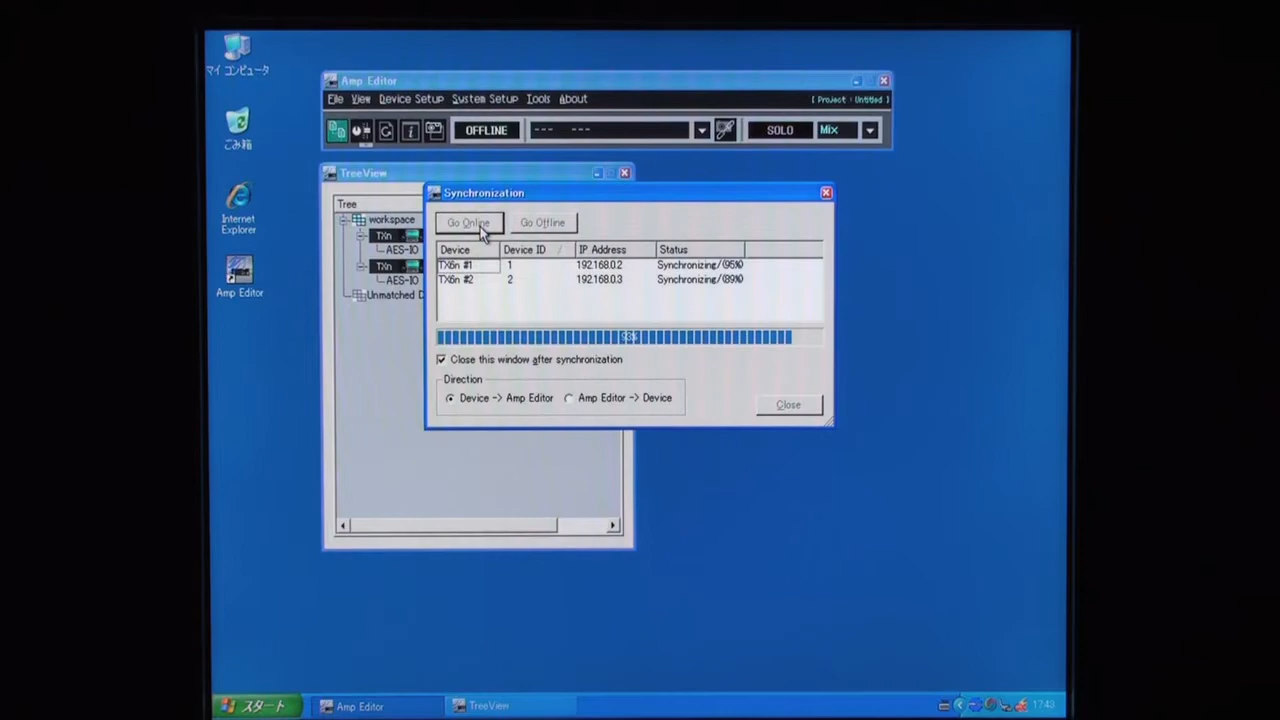 マイ コンピュータ
ごみ箱
Internet
Explorer
Amp Editor
Amp Editor
File View Device Setup System Setup Tools About
[ Project : Untitled ]
OFFLINE
--- ---
SOLO
Mix
TreeView
Tree
workspace
TXn
AES-10
TXn
AES-10
Unmatched D
Synchronization
Go Online
Go Offline
Device Device ID IP Address Status
TX6n #1 1 192.168.0.2 Synchronizing/(95%)
TX6n #2 2 192.168.0.3 Synchronizing/(89%)
Close this window after synchronization
Direction
Device -> Amp Editor
Amp Editor -> Device
Close
スタート
Amp Editor
TreeView
17:43